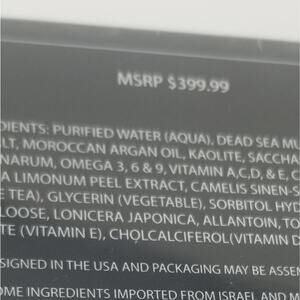 MSRP $399.99
DIENTS: PURIFIED WATER (AQUA), DEAD SEA MU
LT, MOROCCAN ARGAN OIL, KAOLITE, SACCHA
NARUM, OMEGA 3, 6 & 9, VITAMIN A,C,D, & E, C
A LIMONUM PEEL EXTRACT, CAMELIS SINEN-S
E TEA), GLYCERIN (VEGETABLE), SORBITOL HYD
LOOSE, LONICERA JAPONICA, ALLANTOIN, TO
TE (VITAMIN E), CHOLCALCIFEROL(VITAMIN D
SIGNED IN THE USA AND PACKAGING MAY BE ASSEM
OME INGREDIENTS IMPORTED FROM ISRAEL AND M